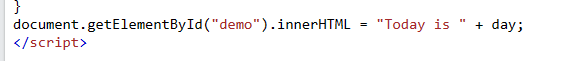 }
document.getElementById("demo").innerHTML = "Today is " + day;
</script>